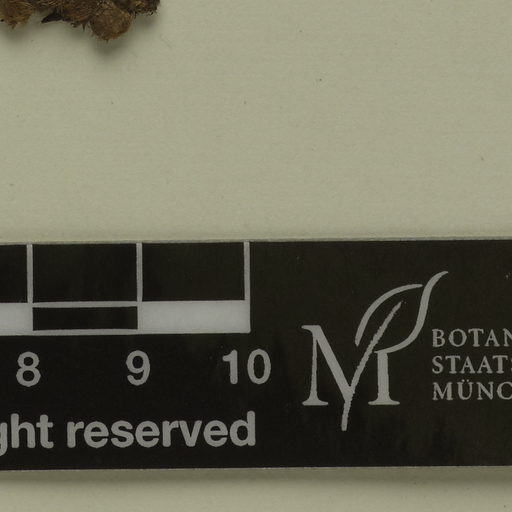 8 9 10
ght reserved
M
BOTAN
STAATS
MÜNC